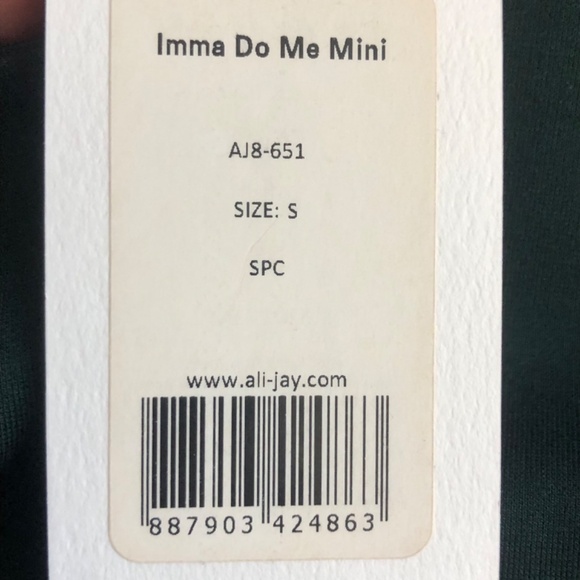 Imma Do Me Mini
AJ8-651
SIZE: S
SPC
www.ali-jay.com
887903 424863